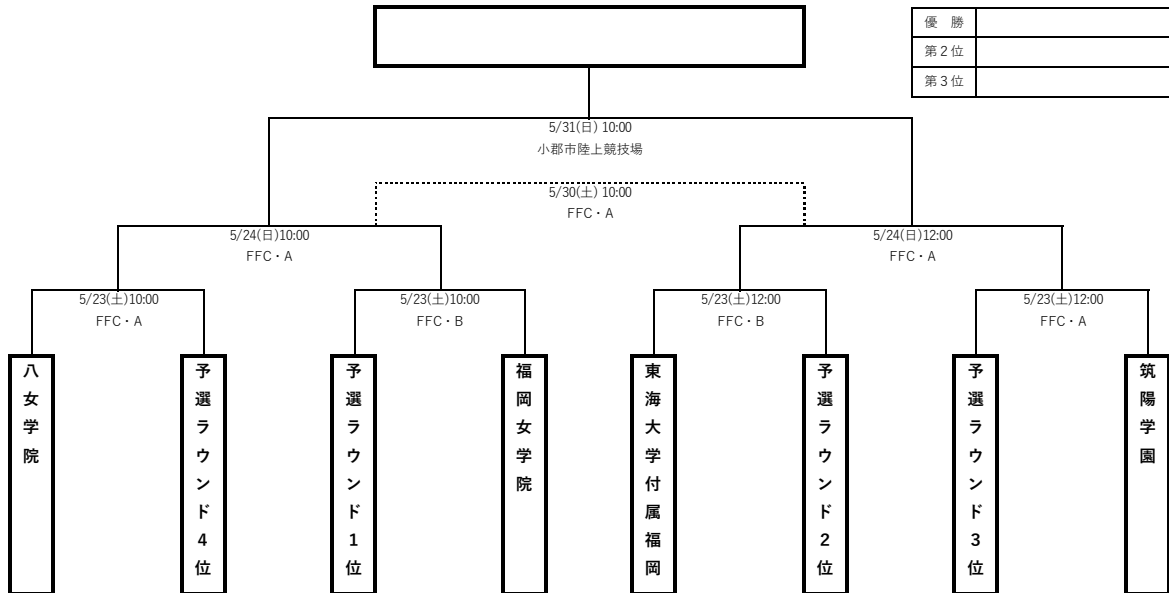 優　勝
第２位
第３位
5/31(日) 10:00
小郡市陸上競技場
5/30(土) 10:00
FFC・A
5/24(日)10:00
FFC・A
5/24(日)12:00
FFC・A
5/23(土)10:00
FFC・A
5/23(土)10:00
FFC・B
5/23(土)12:00
FFC・B
5/23(土)12:00
FFC・A
八女学院
予選ラウンド４位
予選ラウンド１位
福岡女学院
東海大学付属福岡
予選ラウンド２位
予選ラウンド３位
筑陽学園